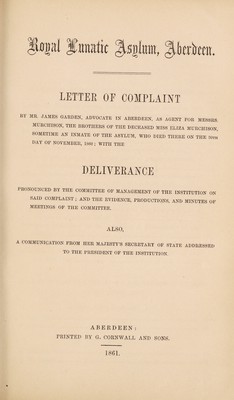 Royal Lunatic Asylum, Aberdeen.
LETTER OF COMPLAINT
BY MR. JAMES GARDEN, ADVOCATE IN ABERDEEN, AS AGENT FOR MESSRS
MURCHISON, THE BROTHERS OF THE DECEASED MISS ELIZA MURCHISON,
SOMETIME AN INMATE OF THE ASYLUM, WHO DIED THERE ON THE
DAY OF NOVEMBER, 1860; WITH THE
DELIVERANCE
PRONOUNCED BY THE COMMITTEE OF MANAGEMENT OF THE INSTITUTION ON
SAID COMPLAINT; AND THE EVIDENCE, PRODUCTIONS, AND MINUTES OF
MEETINGS OF THE COMMITTEE.
ALSO,
A COMMUNICATION FROM HER MAJESTY'S SECRETARY OF STATE ADDRESSED
TO THE PRESIDENT OF THE INSTITUTION.
ABERDEEN:
PRINTED BY G. CORNWALL AND SONS.
1861.